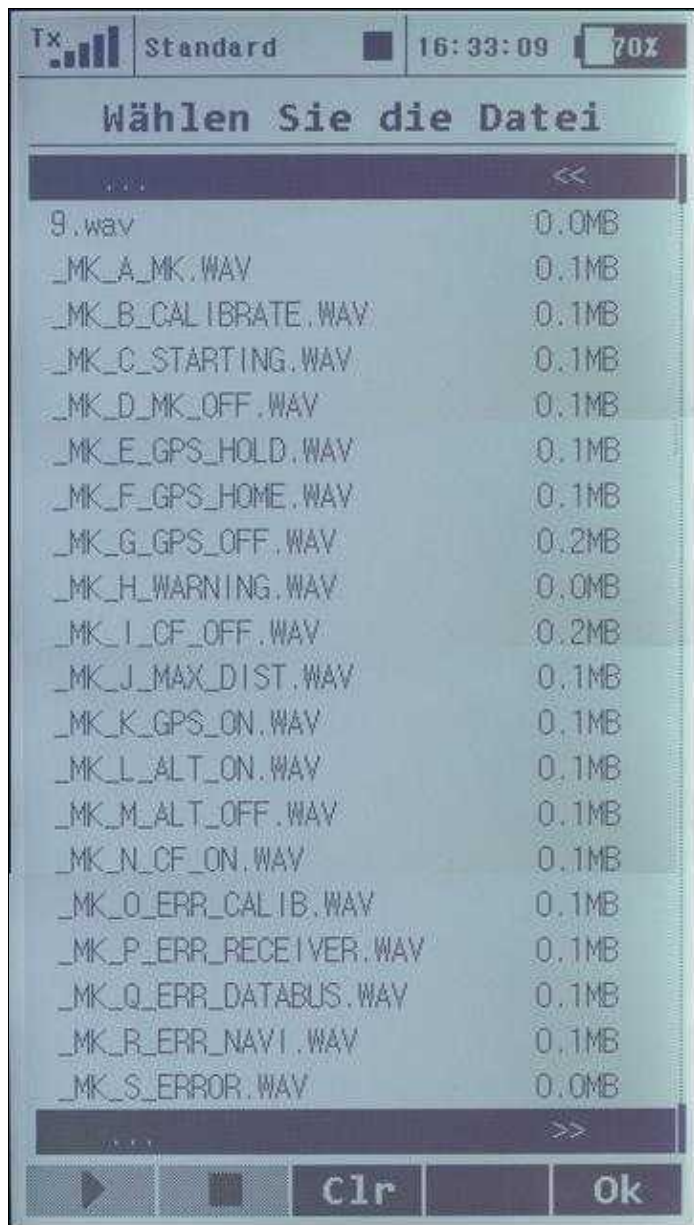 Tx Standard 16:33:09 70%
Wählen Sie die Datei
... <<
9.wav 0.0MB
_MK_A_MK.WAV 0.1MB
_MK_B_CALIBRATE.WAV 0.1MB
_MK_C_STARTING.WAV 0.1MB
_MK_D_MK_OFF.WAV 0.1MB
_MK_E_GPS_HOLD.WAV 0.1MB
_MK_F_GPS_HOME.WAV 0.1MB
_MK_G_GPS_OFF.WAV 0.2MB
_MK_H_WARNING.WAV 0.0MB
_MK_I_CF_OFF.WAV 0.2MB
_MK_J_MAX_DIST.WAV 0.1MB
_MK_K_GPS_ON.WAV 0.1MB
_MK_L_ALT_ON.WAV 0.1MB
_MK_M_ALT_OFF.WAV 0.1MB
_MK_N_CF_ON.WAV 0.1MB
_MK_O_ERR_CALIB.WAV 0.1MB
_MK_P_ERR_RECEIVER.WAV 0.1MB
_MK_Q_ERR_DATABUS.WAV 0.1MB
_MK_R_ERR_NAVI.WAV 0.1MB
_MK_S_ERROR.WAV 0.0MB
... >>
Clr Ok